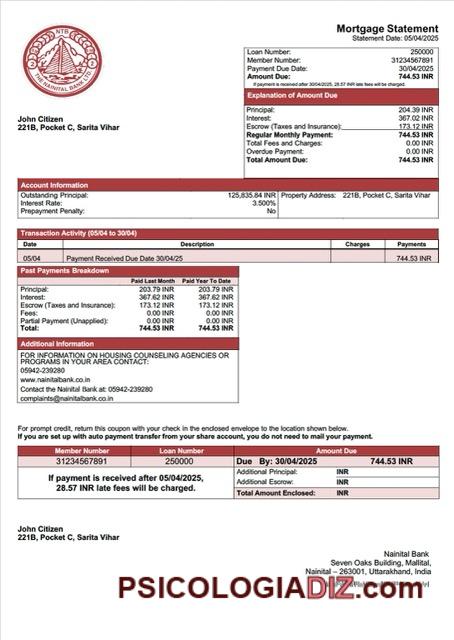 Mortgage Statement
Statement Date: 05/04/2025
NTB
THE NAINITAL BANK LTD
Loan Number: 250000
Member Number: 31234567891
Payment Due Date: 30/04/2025
Amount Due: 744.53 INR
If payment is received after 30/04/2025, 28.57 INR late fees will be charged.
Explanation of Amount Due
Principal: 204.39 INR
Interest: 367.02 INR
Escrow (Taxes and Insurance): 173.12 INR
Regular Monthly Payment: 744.53 INR
Total Fees and Charges: 0.00 INR
Overdue Payment: 0.00 INR
Total Amount Due: 744.53 INR
John Citizen
221B, Pocket C, Sarita Vihar
Account Information
Outstanding Principal: 125,835.84 INR Property Address: 221B, Pocket C, Sarita Vihar
Interest Rate: 3.500%
Prepayment Penalty: No
Transaction Activity (05/04 to 30/04)
Date Description Charges Payments
05/04 Payment Received Due Date 30/04/25 744.53 INR
Past Payments Breakdown
Paid Last Month Paid Year To Date
Principal: 203.79 INR 203.79 INR
Interest: 367.62 INR 367.62 INR
Escrow (Taxes and Insurance): 173.12 INR 173.12 INR
Fees: 0.00 INR 0.00 INR
Partial Payment (Unapplied): 0.00 INR 0.00 INR
Total: 744.53 INR 744.53 INR
Additional Information
FOR INFORMATION ON HOUSING COUNSELING AGENCIES OR
PROGRAMS IN YOUR AREA CONTACT:
05942-239280
www.nainitalbank.co.in
Contact the Nainital Bank at: 05942-239280
complaints@nainitalbank.co.in
For prompt credit, return this coupon with your check in the enclosed envelope to the location shown below.
If you are set up with auto payment transfer from your share account, you do not need to mail your payment.
Member Number Loan Number Amount Due
31234567891 250000 Due By: 30/04/2025 744.53 INR
If payment is received after 05/04/2025,
28.57 INR late fees will be charged.
Additional Principal: INR
Additional Escrow: INR
Total Amount Enclosed: INR
John Citizen
221B, Pocket C, Sarita Vihar
Nainital Bank
Seven Oaks Building, Mallital,
Nainital – 263001, Uttarakhand, India
PSICOLOGIADIZ.com